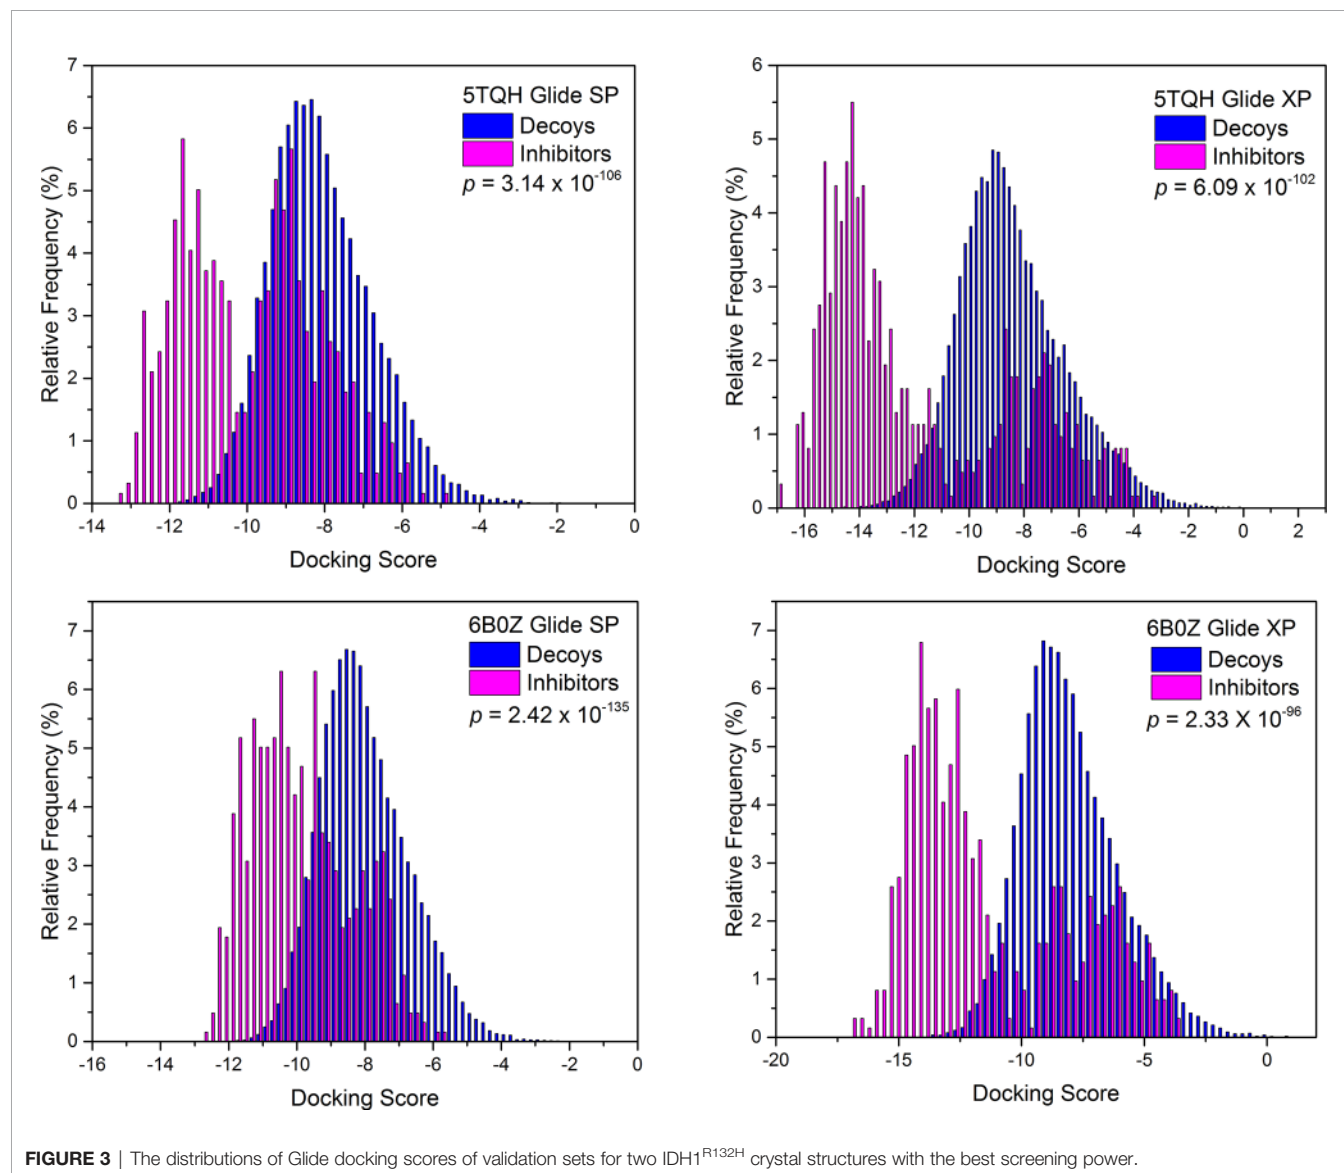 5TQH Glide SP
Decoys
Inhibitors
p = 3.14 x 10^-106
Relative Frequency (%)
7
6
5
4
3
2
1
0
-14 -12 -10 -8 -6 -4 -2 0
Docking Score
5TQH Glide XP
Decoys
Inhibitors
p = 6.09 x 10^-102
Relative Frequency (%)
6
5
4
3
2
1
0
-16 -14 -12 -10 -8 -6 -4 -2 0 2
Docking Score
6B0Z Glide SP
Decoys
Inhibitors
p = 2.42 x 10^-135
Relative Frequency (%)
7
6
5
4
3
2
1
0
-16 -14 -12 -10 -8 -6 -4 -2 0
Docking Score
6B0Z Glide XP
Decoys
Inhibitors
p = 2.33 X 10^-96
Relative Frequency (%)
7
6
5
4
3
2
1
0
-20 -15 -10 -5 0
Docking Score
FIGURE 3 | The distributions of Glide docking scores of validation sets for two IDH1^R132H crystal structures with the best screening power.